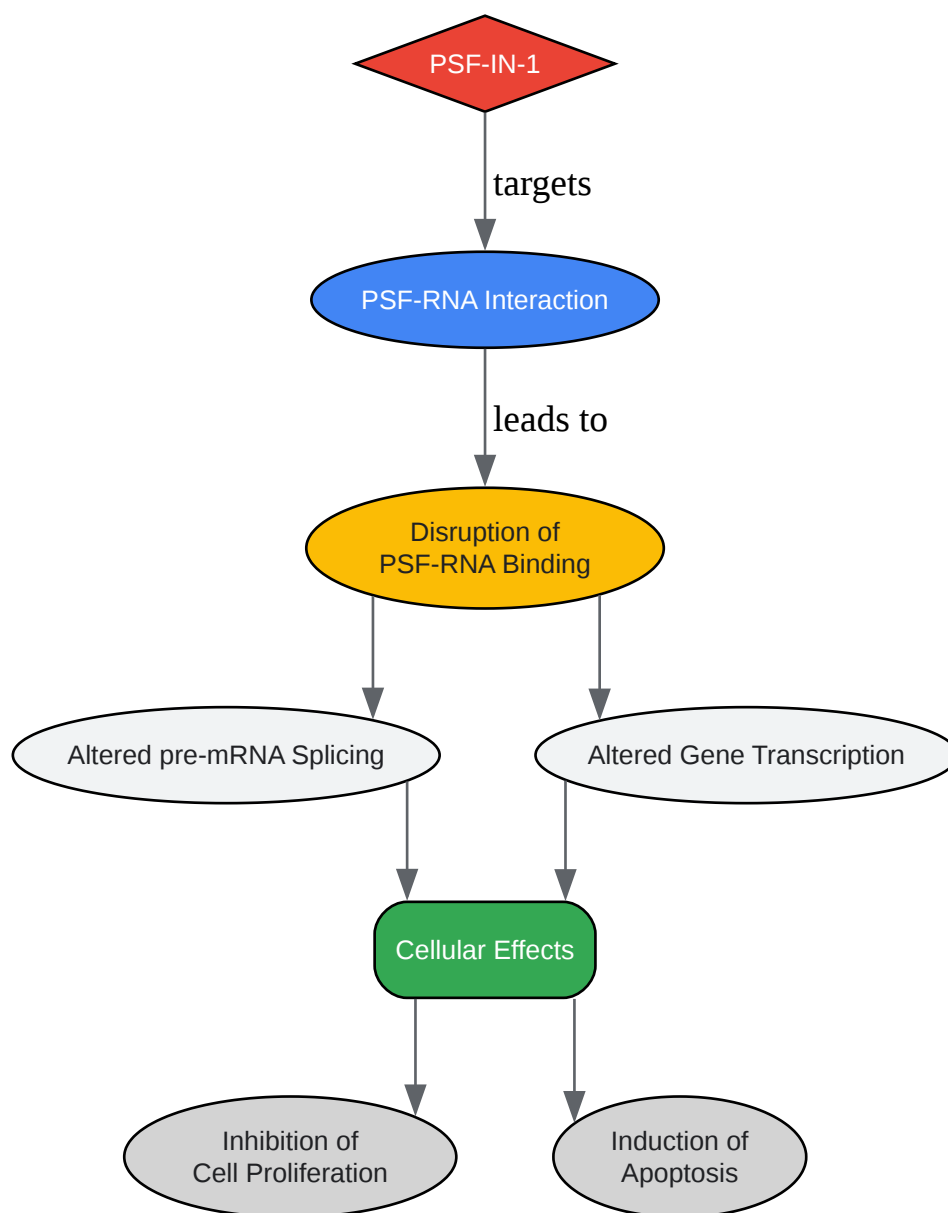 PSF-IN-1
targets
PSF-RNA Interaction
leads to
Disruption of
PSF-RNA Binding
Altered pre-mRNA Splicing
Altered Gene Transcription
Cellular Effects
Inhibition of
Cell Proliferation
Induction of
Apoptosis